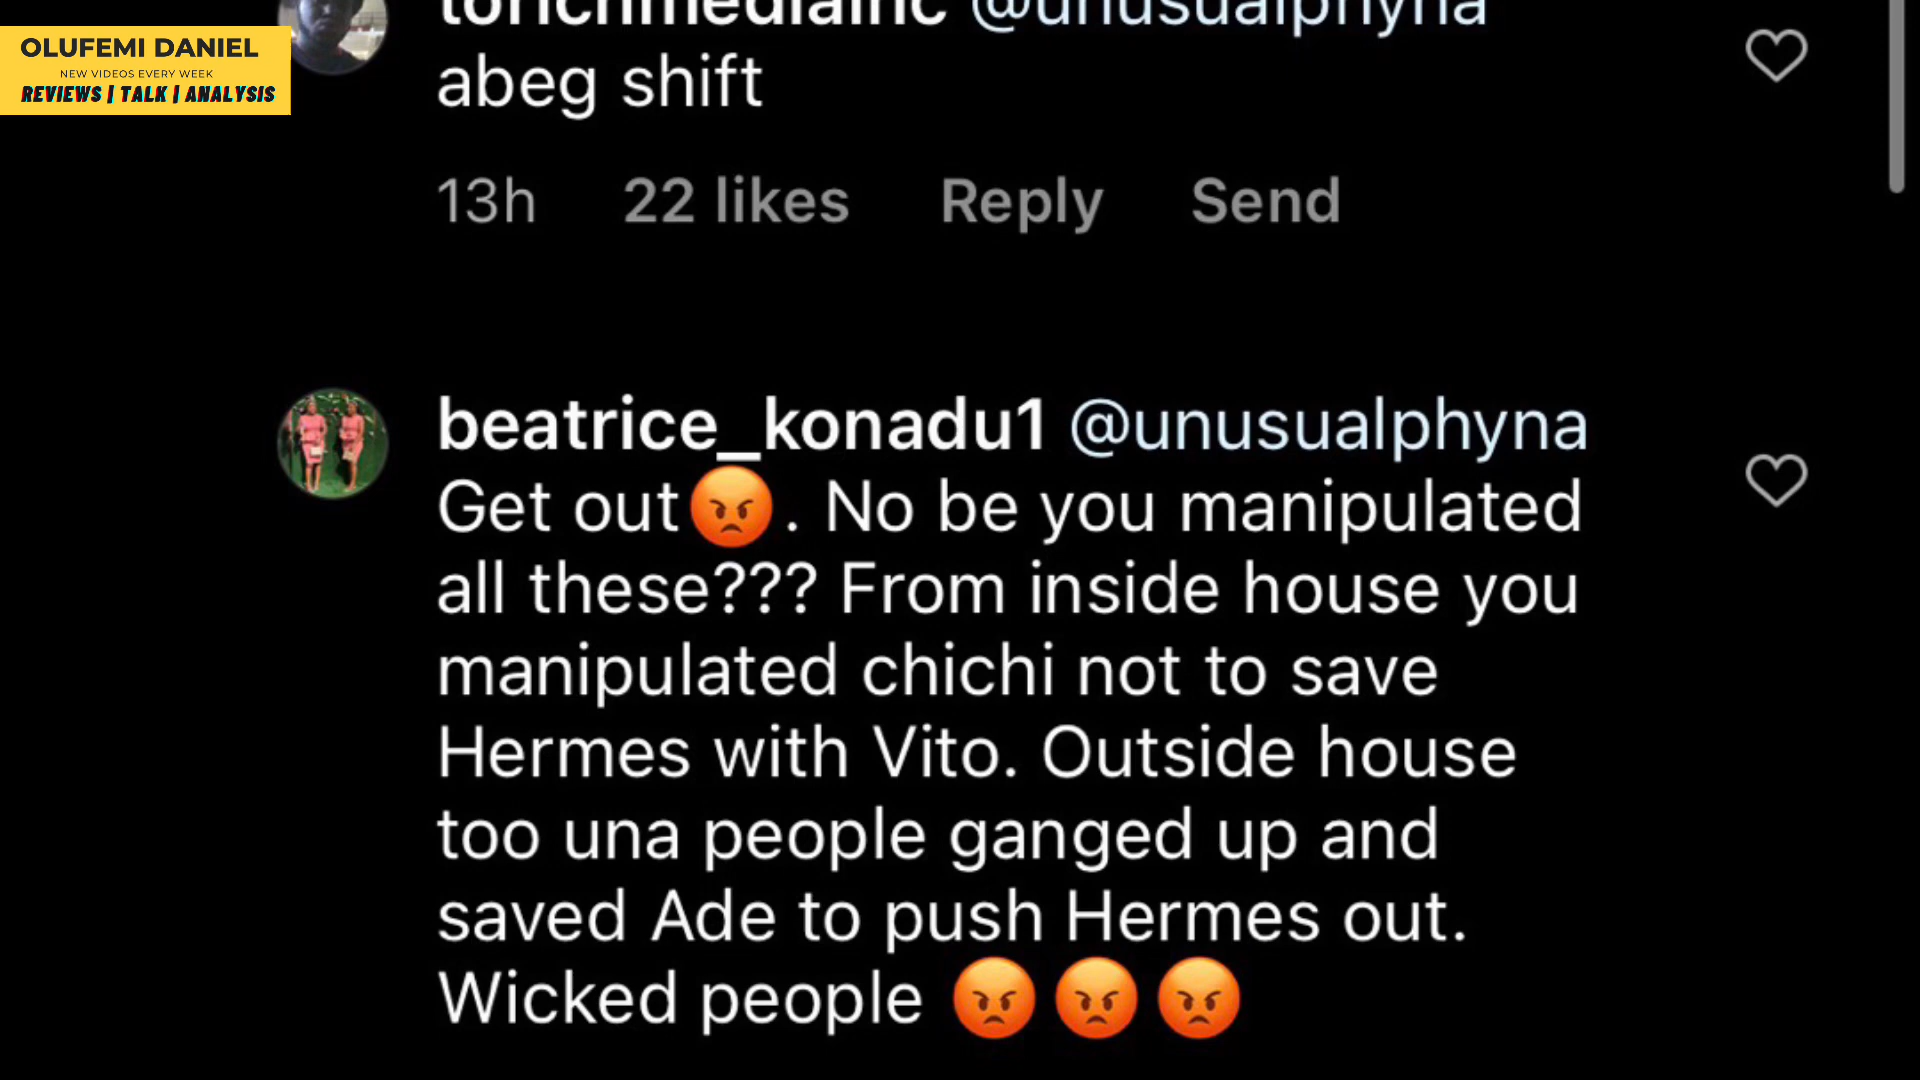 torichmediainc @unusualphyna
abeg shift
13h 22 likes Reply Send
OLUFEMI DANIEL
NEW VIDEOS EVERY WEEK
REVIEWS | TALK | ANALYSIS
beatrice_konadu1 @unusualphyna
Get out😡. No be you manipulated
all these??? From inside house you
manipulated chichi not to save
Hermes with Vito. Outside house
too una people ganged up and
saved Ade to push Hermes out.
Wicked people 😡😡😡